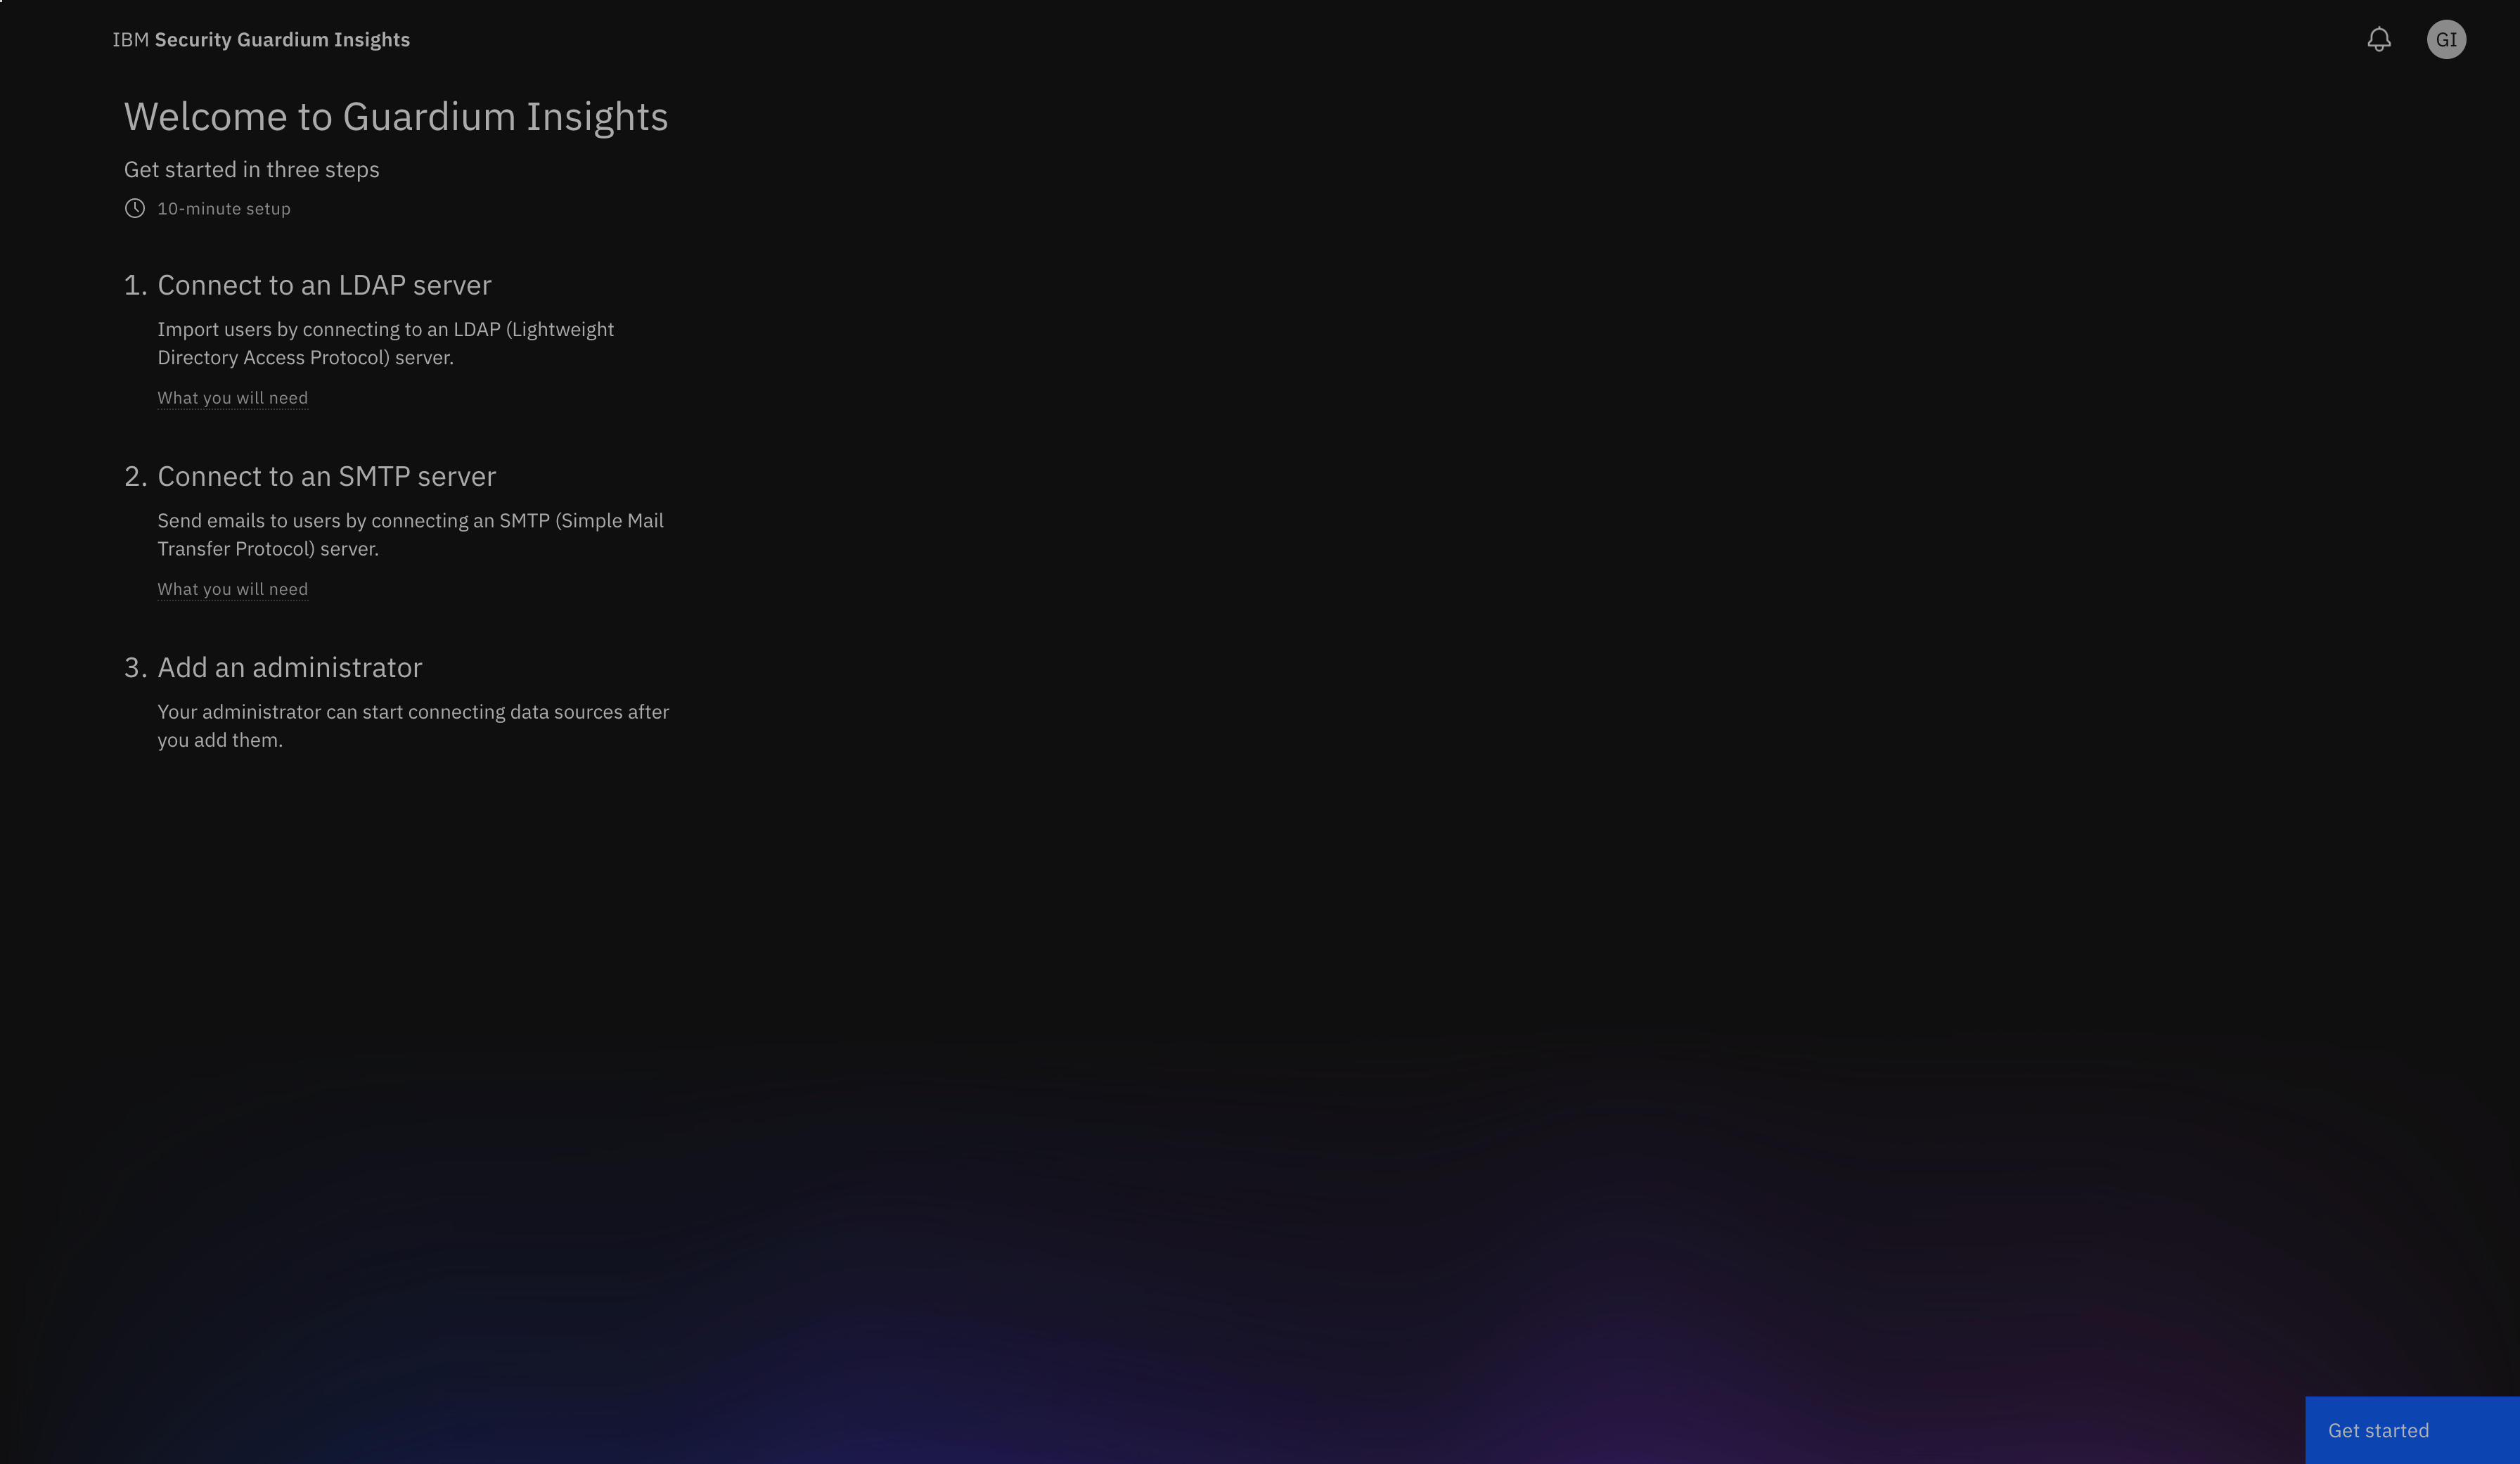 IBM Security Guardium Insights
GI
Welcome to Guardium Insights
Get started in three steps
10-minute setup
1. Connect to an LDAP server
Import users by connecting to an LDAP (Lightweight
Directory Access Protocol) server.
What you will need
2. Connect to an SMTP server
Send emails to users by connecting an SMTP (Simple Mail
Transfer Protocol) server.
What you will need
3. Add an administrator
Your administrator can start connecting data sources after
you add them.
Get started